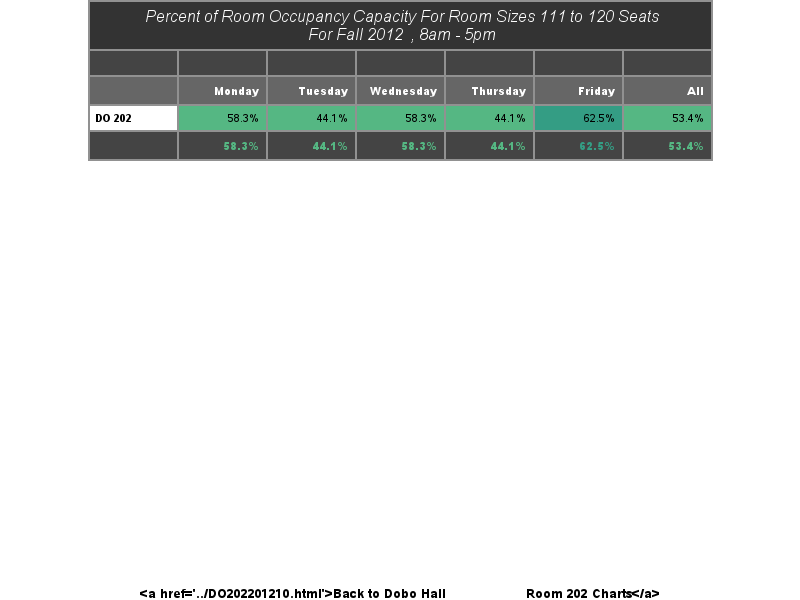 Percent of Room Occupancy Capacity For Room Sizes 111 to 120 Seats
For Fall 2012 , 8am - 5pm
Monday Tuesday Wednesday Thursday Friday All
DO 202 58.3% 44.1% 58.3% 44.1% 62.5% 53.4%
58.3% 44.1% 58.3% 44.1% 62.5% 53.4%
<a href='../DO202201210.html'>Back to Dobo Hall Room 202 Charts</a>